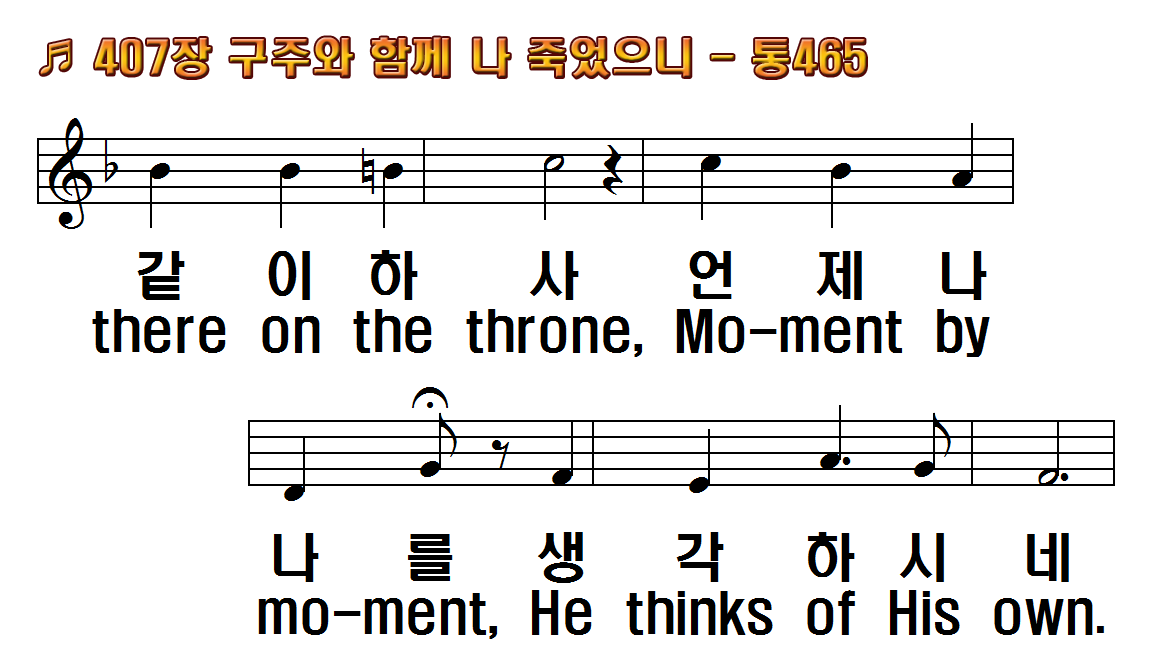 ♬ 407장 구주와 함께 나 죽었으니 - 통465
같 이 하 사 언 제 나
there on the throne, Mo-ment by
나 를 생 각 하 시 네
mo-ment, He thinks of His own.